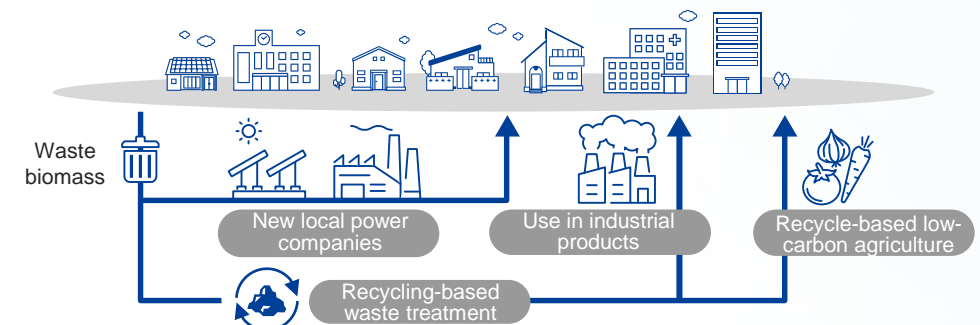 Waste
biomass
New local power
companies
Use in industrial
products
Recycle-based low-
carbon agriculture
Recycling-based
waste treatment